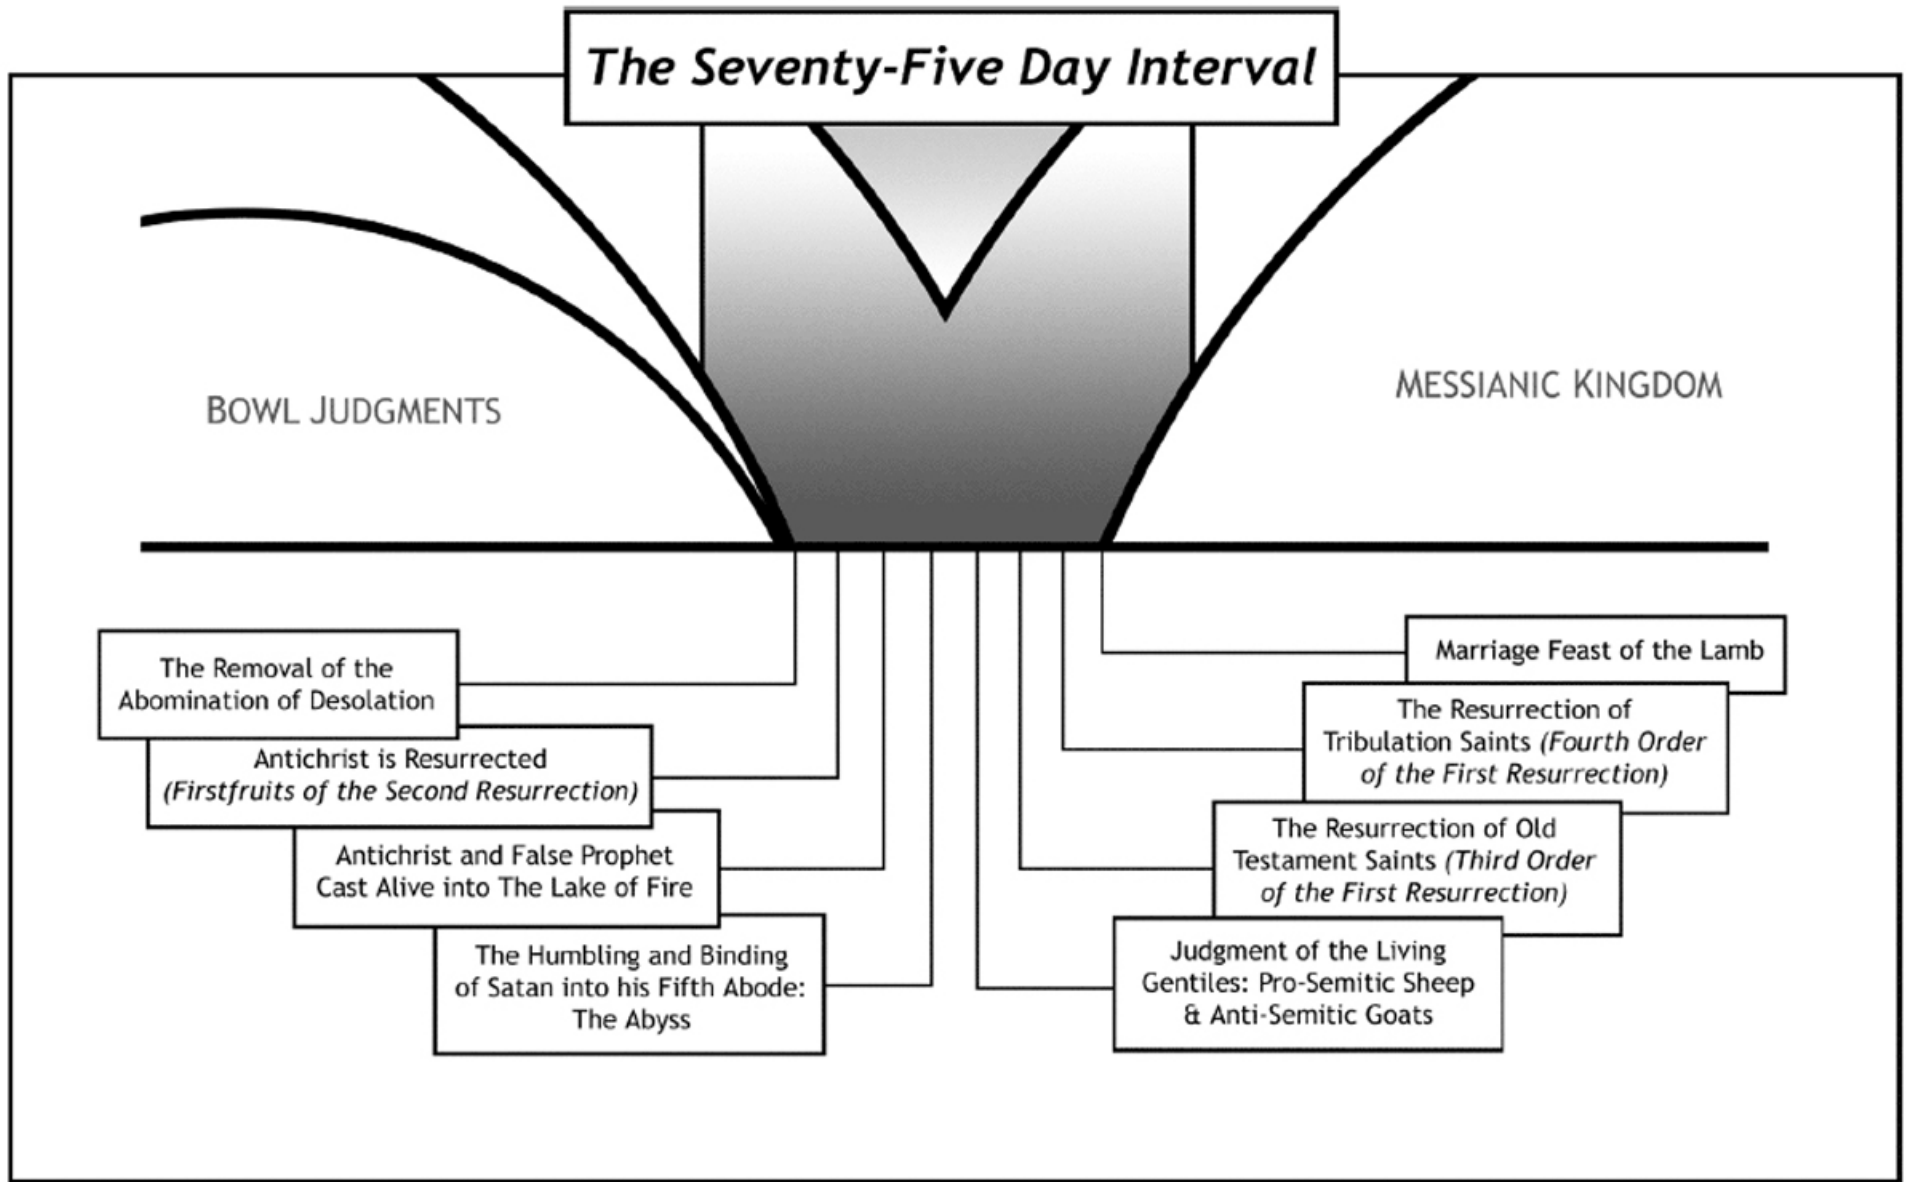 The Seventy-Five Day Interval
BOWL JUDGMENTS
MESSIANIC KINGDOM
The Removal of the
Abomination of Desolation
Antichrist is Resurrected
(Firstfruits of the Second Resurrection)
Antichrist and False Prophet
Cast Alive into The Lake of Fire
The Humbling and Binding
of Satan into his Fifth Abode:
The Abyss
Marriage Feast of the Lamb
The Resurrection of
Tribulation Saints (Fourth Order
of the First Resurrection)
The Resurrection of Old
Testament Saints (Third Order
of the First Resurrection)
Judgment of the Living
Gentiles: Pro-Semitic Sheep
& Anti-Semitic Goats